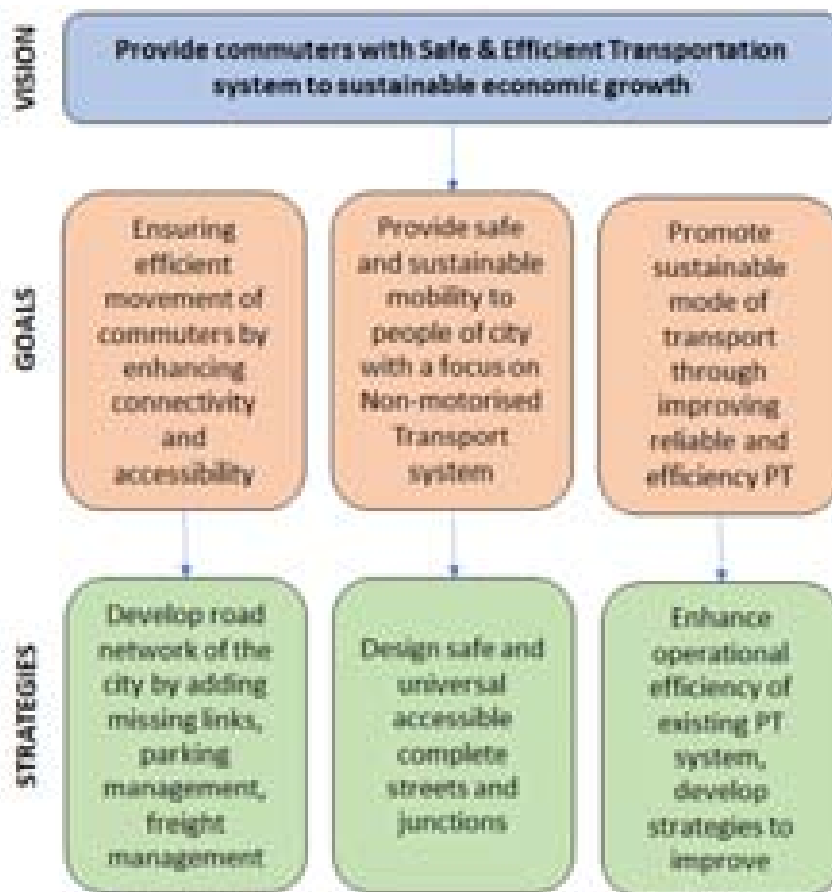 VISION
Provide commuters with Safe & Efficient Transportation
system to sustainable economic growth
GOALS
Ensuring
efficient
movement of
commuters by
enhancing
connectivity
and
accessibility
Provide safe
and sustainable
mobility to
people of city
with a focus on
Non-motorised
Transport
system
Promote
sustainable
mode of
transport
through
improving
reliable and
efficiency PT
STRATEGIES
Develop road
network of the
city by adding
missing links,
parking
management,
freight
management
Design safe and
universal
accessible
complete
streets and
junctions
Enhance
operational
efficiency of
existing PT
system,
develop
strategies to
improve